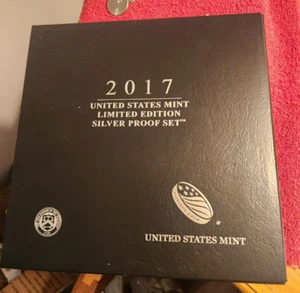 2017
UNITED STATES MINT
LIMITED EDITION
SILVER PROOF SET™
UNITED STATES MINT